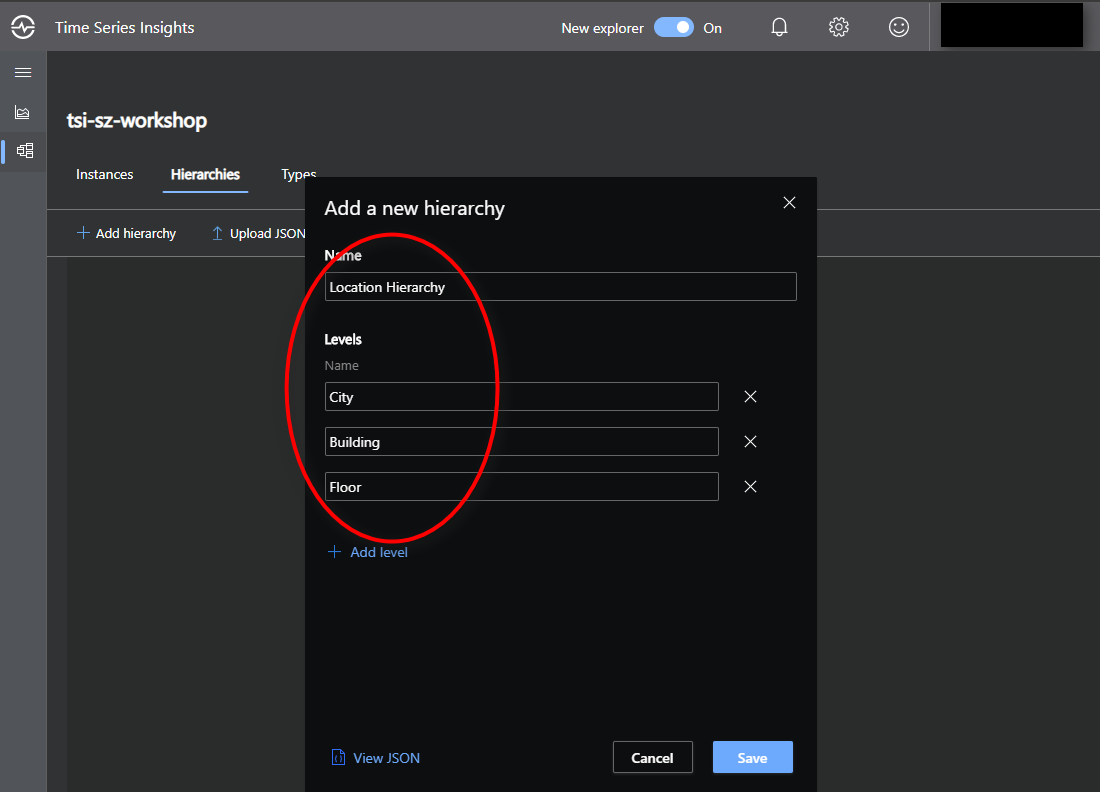 Time Series Insights
New explorer On
tsi-sz-workshop
Instances Hierarchies Types
Add hierarchy Upload JSON
Add a new hierarchy
Name
Location Hierarchy
Levels
Name
City
Building
Floor
Add level
View JSON Cancel Save